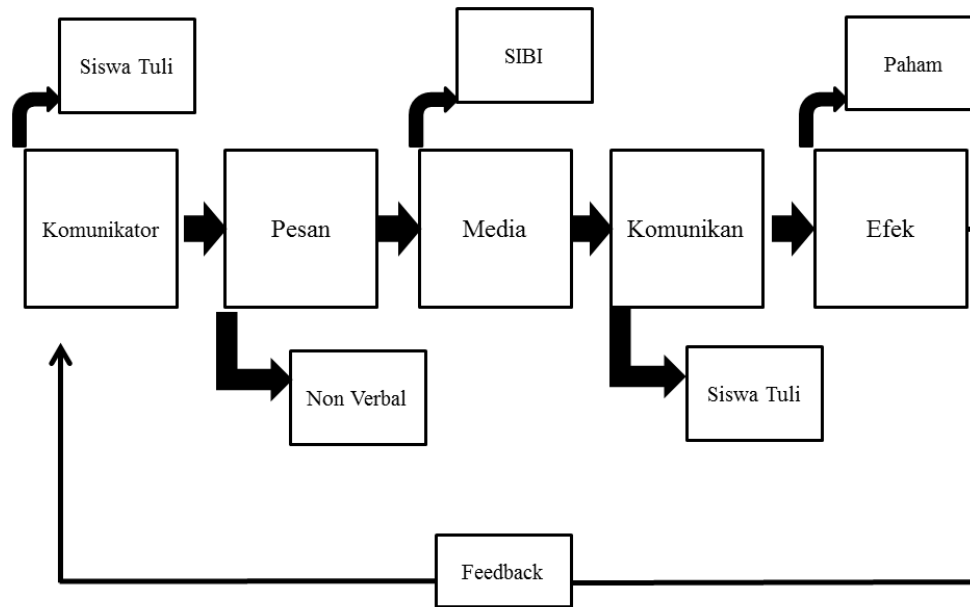 Siswa Tuli
SIBI
Paham
Komunikator
Pesan
Media
Komunikan
Efek
Non Verbal
Siswa Tuli
Feedback